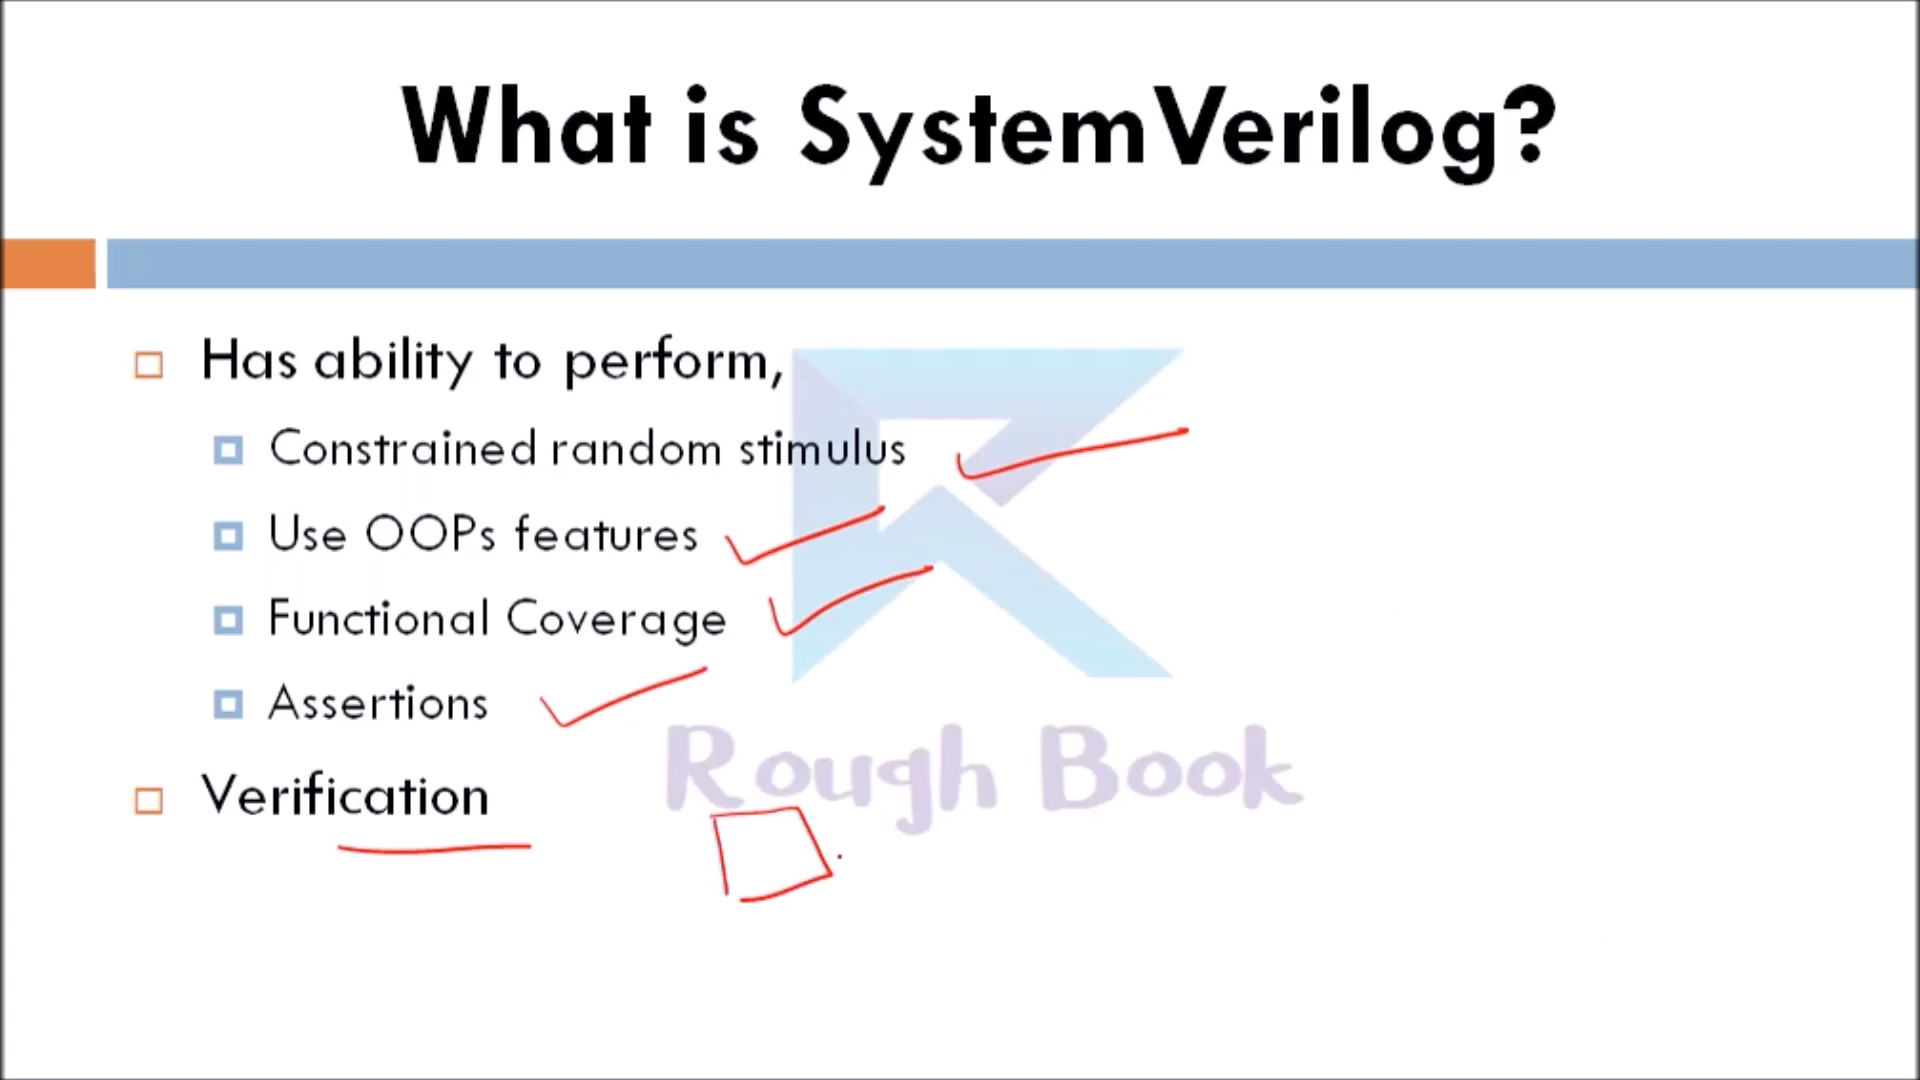 What is SystemVerilog?
Has ability to perform,
Constrained random stimulus
Use OOPs features
Functional Coverage
Assertions
Verification
Rough Book